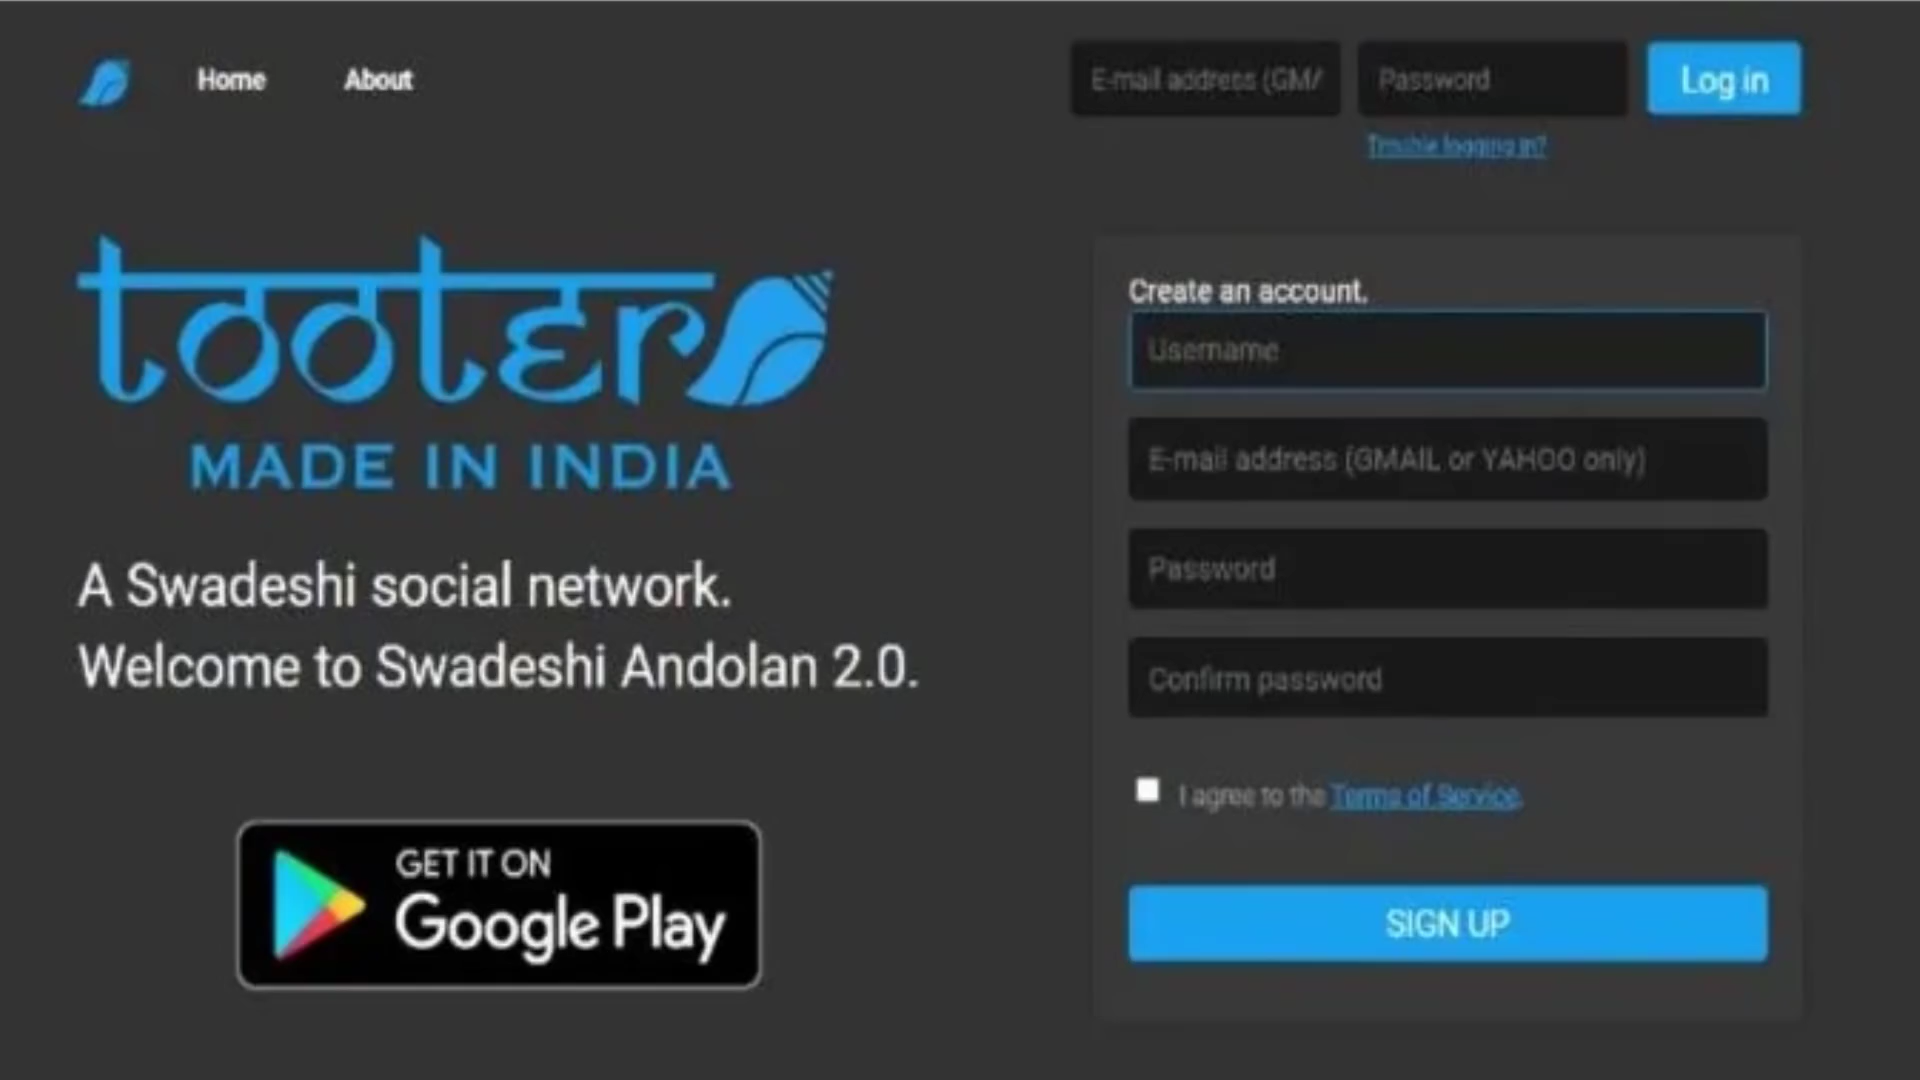 Home About
E-mail address (GM/ Password Log in
Trouble logging in?
tooter
MADE IN INDIA
A Swadeshi social network.
Welcome to Swadeshi Andolan 2.0.
GET IT ON
Google Play
Create an account.
Username
E-mail address (GMAIL or YAHOO only)
Password
Confirm password
I agree to the Terms of Service.
SIGN UP